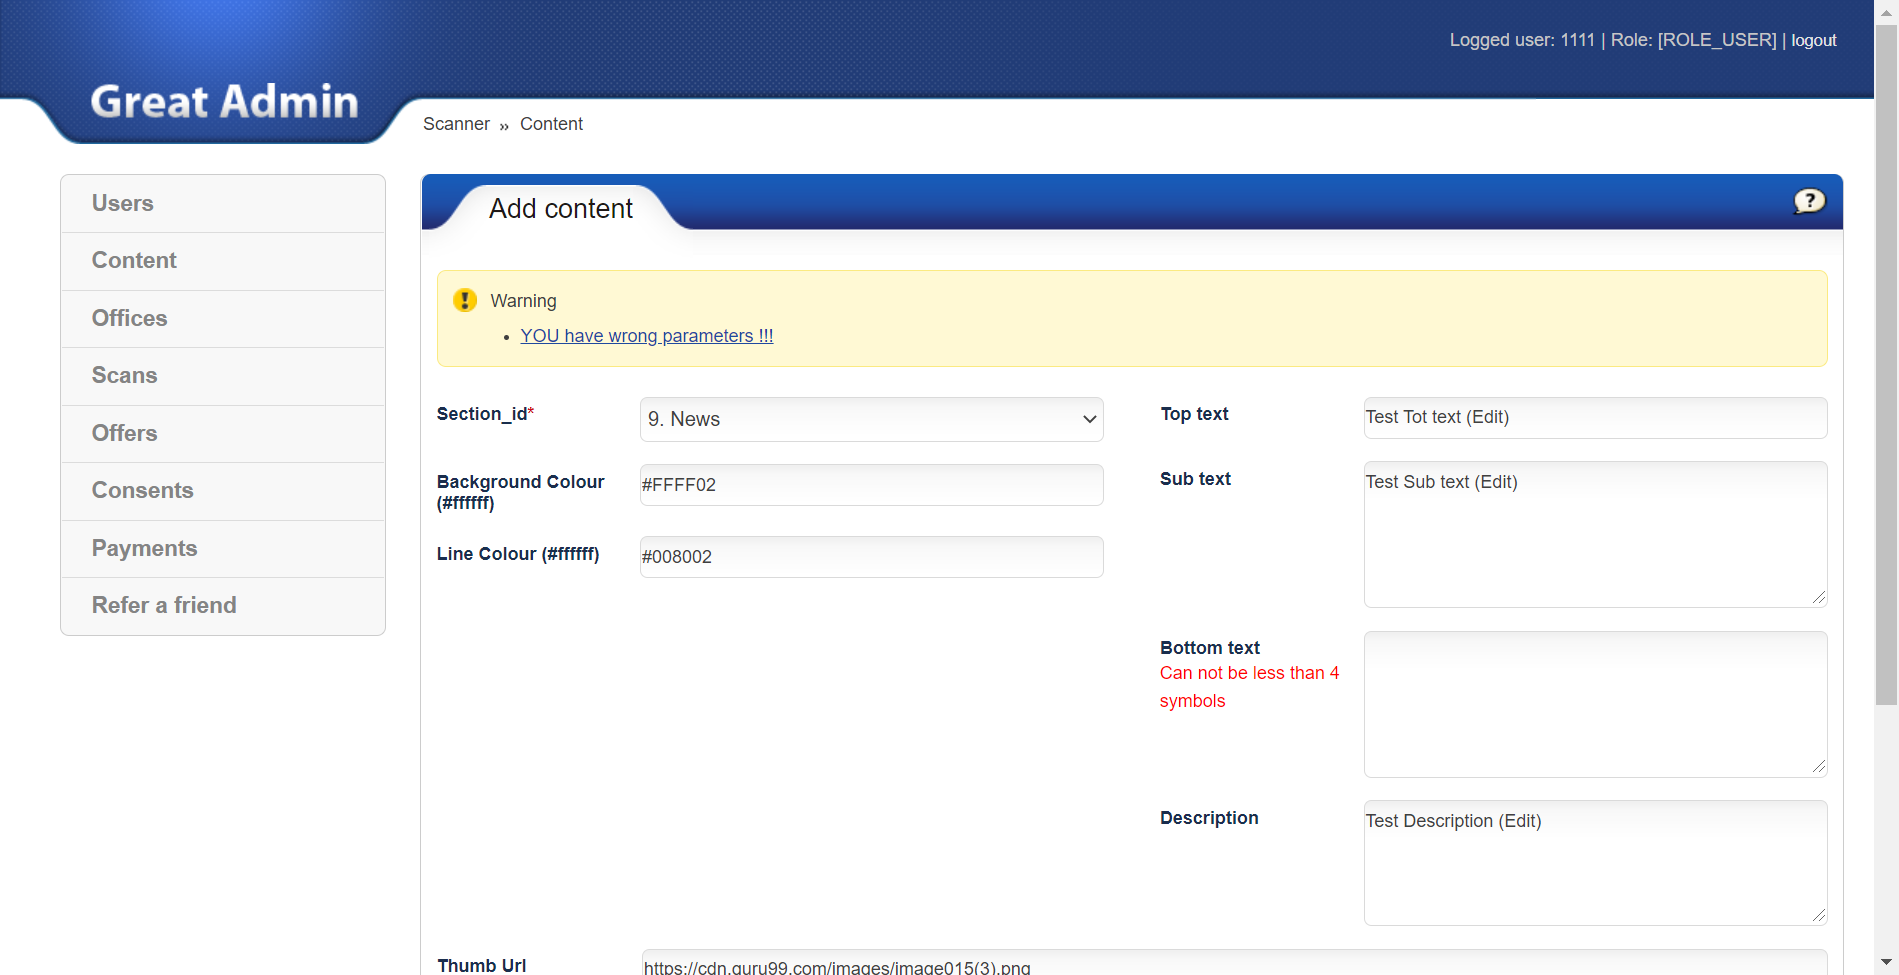 Logged user: 1111 | Role: [ROLE_USER] | logout
Great Admin
Scanner » Content
Users
Content
Offices
Scans
Offers
Consents
Payments
Refer a friend
Add content
?
! Warning
• YOU have wrong parameters !!!
Section_id*
9. News
Background Colour
(#ffffff)
#FFFF02
Line Colour (#ffffff)
#008002
Top text
Test Tot text (Edit)
Sub text
Test Sub text (Edit)
Bottom text
Can not be less than 4
symbols
Description
Test Description (Edit)
Thumb Url
https://cdn.guru99.com/images/image015(3).png